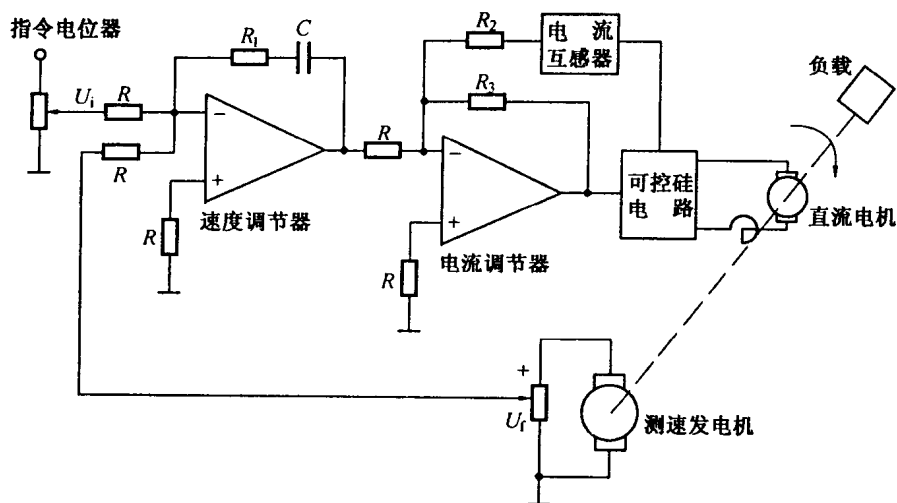 指令电位器
R₁
C
R₂
电 流
互感器
负载
Uᵢ
R
−
R₃
R
+
R
−
可控硅
电 路
R
速度调节器
+
直流电机
R
电流调节器
+
U_f
测速发电机